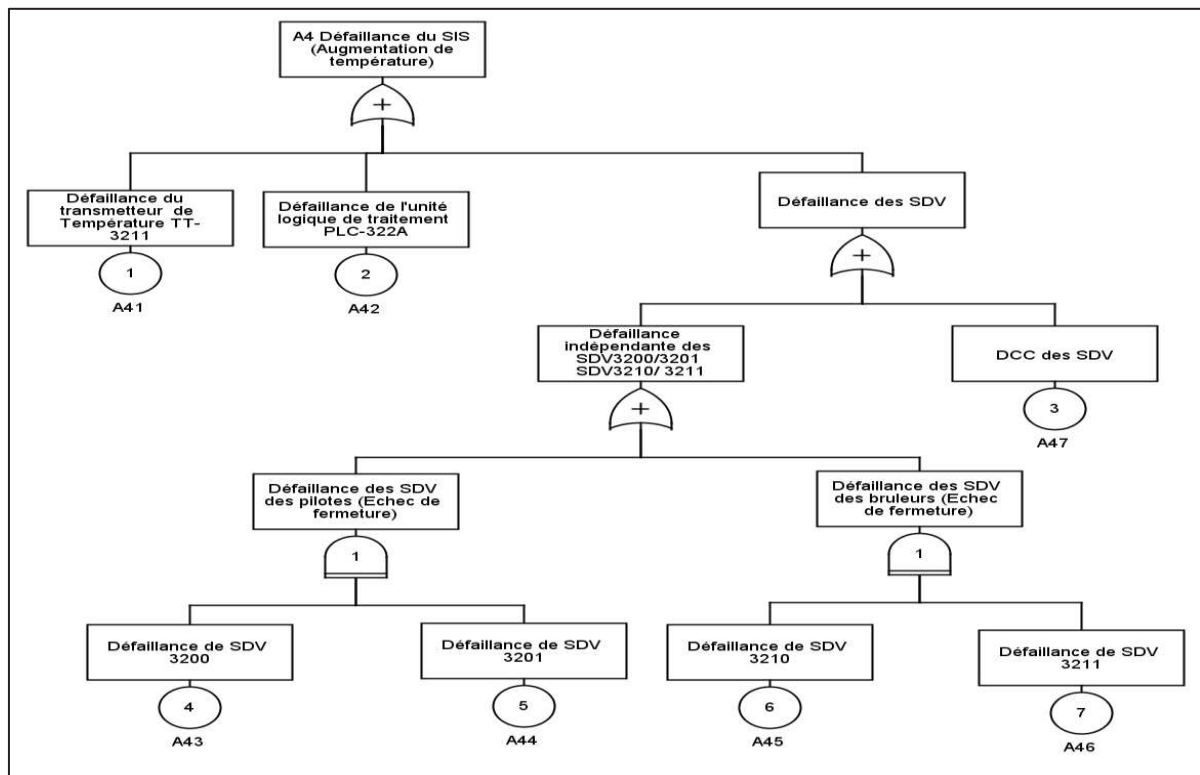 A4 Défaillance du SIS
(Augmentation de
température)
+
Défaillance du
transmetteur de
Température TT-
3211
1
A41
Défaillance de l'unité
logique de traitement
PLC-322A
2
A42
Défaillance des SDV
+
Défaillance
indépendante des
SDV3200/3201
SDV3210/ 3211
+
DCC des SDV
3
A47
Défaillance des SDV
des pilotes (Echec de
fermeture)
1
Défaillance des SDV
des bruleurs (Echec
de fermeture)
1
Défaillance de SDV
3200
4
A43
Défaillance de SDV
3201
5
A44
Défaillance de SDV
3210
6
A45
Défaillance de SDV
3211
7
A46